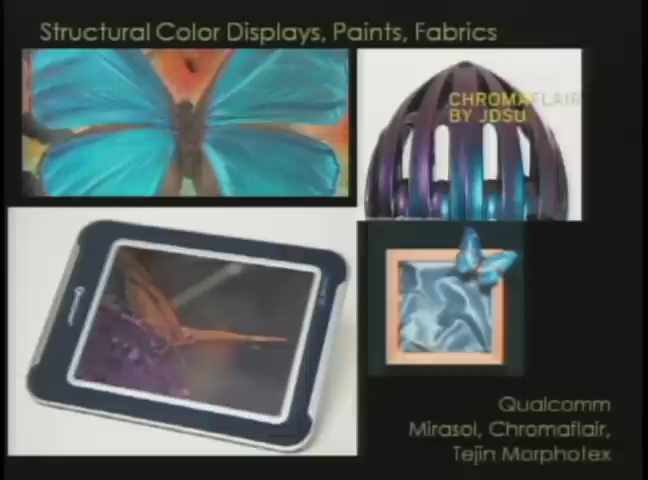 Structural Color Displays, Paints, Fabrics
CHROMAFLAIR
BY JDSU
Qualcomm
Mirasol, Chromaflair,
Tejin Morphotex